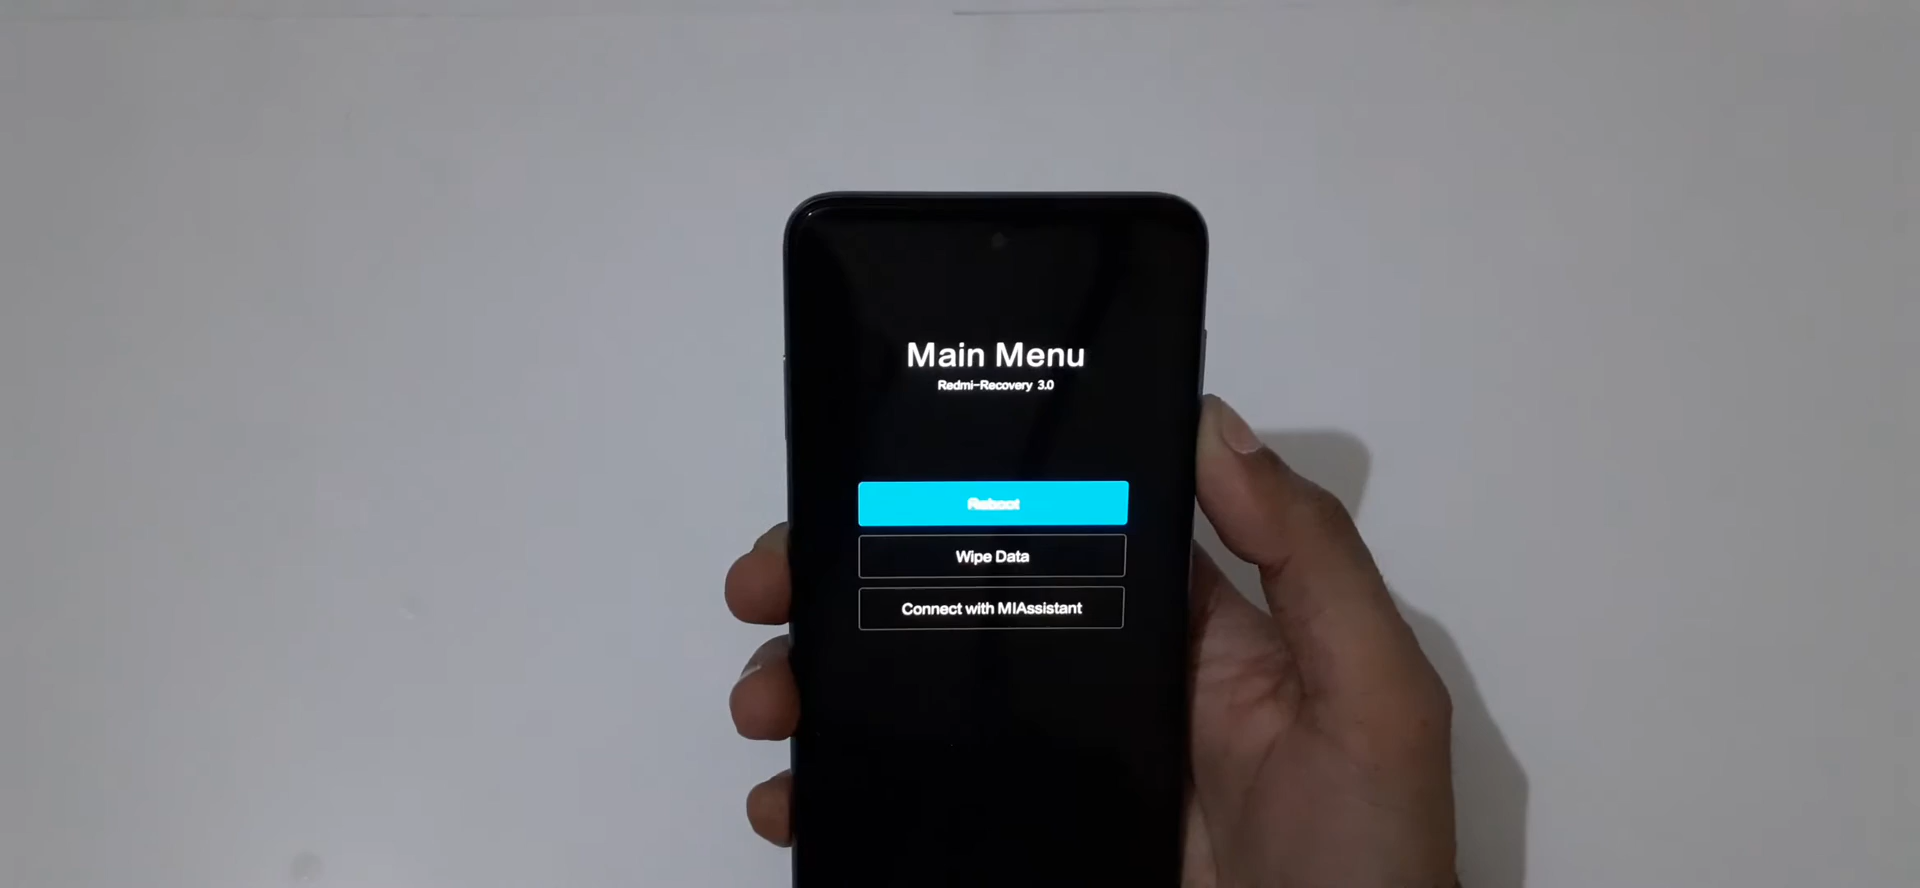 Main Menu
Redmi-Recovery 3.0
Reboot
Wipe Data
Connect with MIAssistant